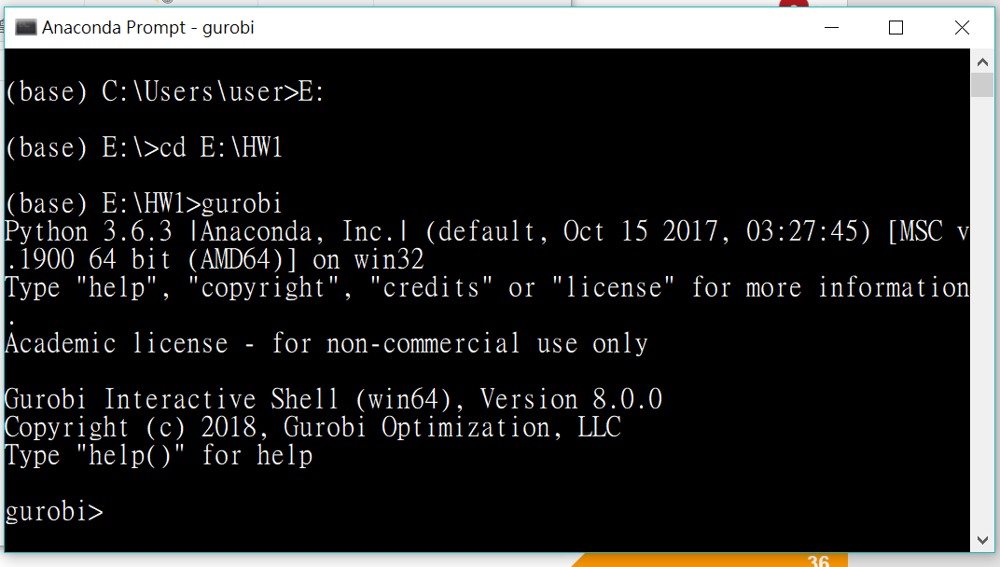 Anaconda Prompt - gurobi
(base) C:\Users\user>E:
(base) E:\>cd E:\HW1
(base) E:\HW1>gurobi
Python 3.6.3 |Anaconda, Inc.| (default, Oct 15 2017, 03:27:45) [MSC v
.1900 64 bit (AMD64)] on win32
Type "help", "copyright", "credits" or "license" for more information
.
Academic license - for non-commercial use only
Gurobi Interactive Shell (win64), Version 8.0.0
Copyright (c) 2018, Gurobi Optimization, LLC
Type "help()" for help
gurobi>
36